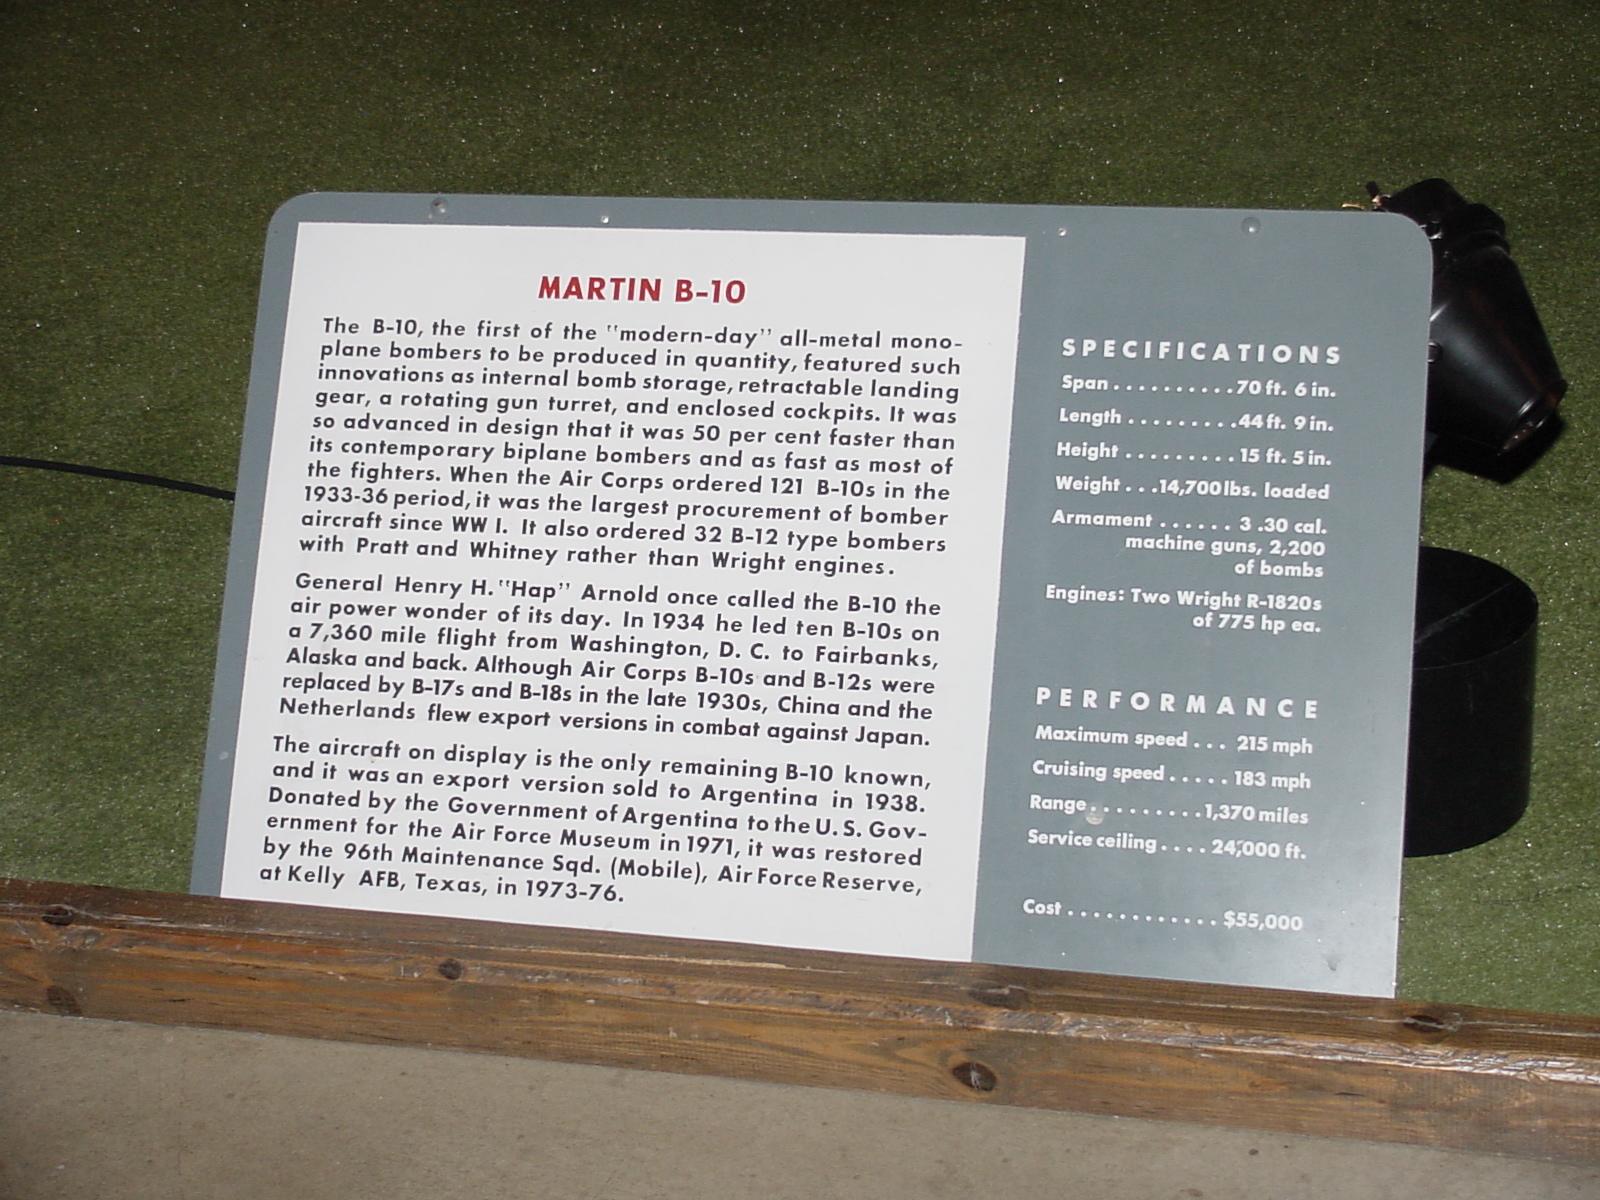 MARTIN B-10
The B-10, the first of the "modern-day" all-metal mono-
plane bombers to be produced in quantity, featured such
innovations as internal bomb storage, retractable landing
gear, a rotating gun turret, and enclosed cockpits. It was
so advanced in design that it was 50 per cent faster than
its contemporary biplane bombers and as fast as most of
the fighters. When the Air Corps ordered 121 B-10s in the
1933-36 period, it was the largest procurement of bomber
aircraft since WW I. It also ordered 32 B-12 type bombers
with Pratt and Whitney rather than Wright engines.
General Henry H. "Hap" Arnold once called the B-10 the
air power wonder of its day. In 1934 he led ten B-10s on
a 7,360 mile flight from Washington, D. C. to Fairbanks,
Alaska and back. Although Air Corps B-10s and B-12s were
replaced by B-17s and B-18s in the late 1930s, China and the
Netherlands flew export versions in combat against Japan.
The aircraft on display is the only remaining B-10 known,
and it was an export version sold to Argentina in 1938.
Donated by the Government of Argentina to the U. S. Gov-
ernment for the Air Force Museum in 1971, it was restored
by the 96th Maintenance Sqd. (Mobile), Air Force Reserve,
at Kelly AFB, Texas, in 1973-76.
SPECIFICATIONS
Span . . . . . . . . . . 70 ft. 6 in.
Length . . . . . . . . . 44 ft. 9 in.
Height . . . . . . . . . 15 ft. 5 in.
Weight . . . 14,700 lbs. loaded
Armament . . . . . . 3 .30 cal.
machine guns, 2,200
of bombs
Engines: Two Wright R-1820s
of 775 hp ea.
PERFORMANCE
Maximum speed . . . 215 mph
Cruising speed . . . . . 183 mph
Range . . . . . . . . . 1,370 miles
Service ceiling . . . . 24,000 ft.
Cost . . . . . . . . . . . . $55,000